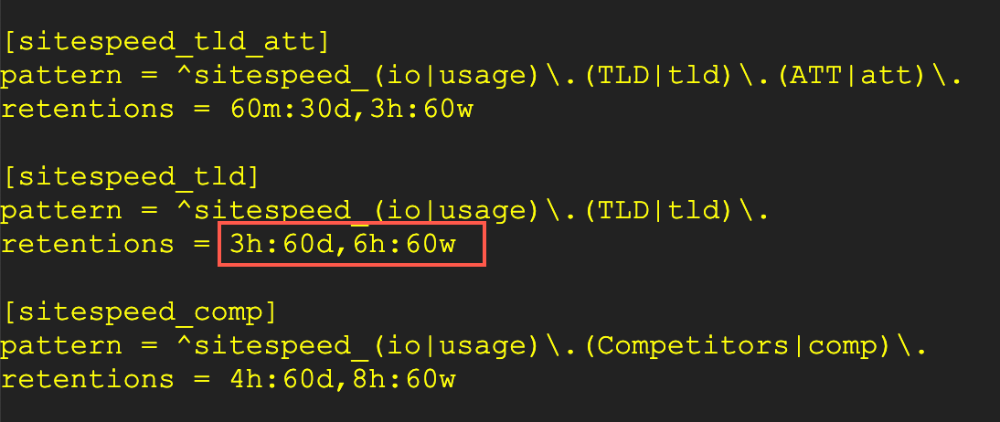 [sitespeed_tld_att]
pattern = ^sitespeed_(io|usage)\.(TLD|tld)\.(ATT|att)\.
retentions = 60m:30d,3h:60w
[sitespeed_tld]
pattern = ^sitespeed_(io|usage)\.(TLD|tld)\.
retentions = 3h:60d,6h:60w
[sitespeed_comp]
pattern = ^sitespeed_(io|usage)\.(Competitors|comp)\.
retentions = 4h:60d,8h:60w